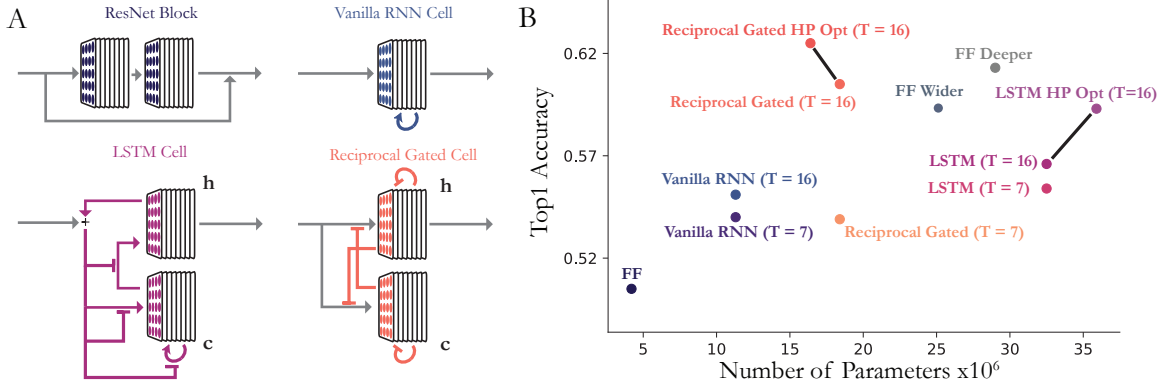 A
ResNet Block
Vanilla RNN Cell
LSTM Cell
Reciprocal Gated Cell
h
h
+
c
c
B
Top1 Accuracy
0.62
0.57
0.52
Reciprocal Gated HP Opt (T = 16)
FF Deeper
Reciprocal Gated (T = 16)
FF Wider
LSTM HP Opt (T=16)
LSTM (T = 16)
Vanilla RNN (T = 16)
LSTM (T = 7)
Vanilla RNN (T = 7)
Reciprocal Gated (T = 7)
FF
5
10
15
20
25
30
35
Number of Parameters x10⁶